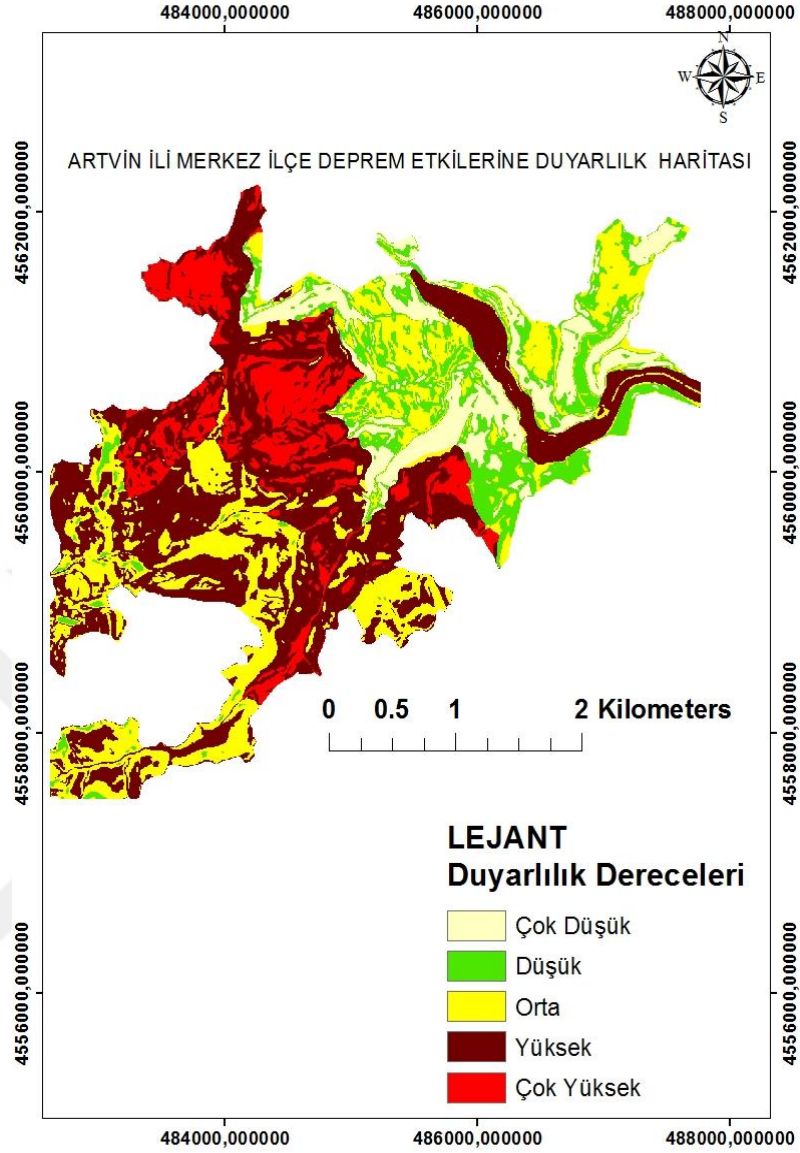 484000,000000 486000,000000 488000,000000
N
W E
S
ARTVİN İLİ MERKEZ İLÇE DEPREM ETKİLERİNE DUYARLILK HARİTASI
4562000,000000 4562000,000000
4560000,000000 4560000,000000
0 0.5 1 2 Kilometers
4558000,000000 4558000,000000
LEJANT
Duyarlılık Dereceleri
Çok Düşük
Düşük
Orta
Yüksek
Çok Yüksek
4556000,000000 4556000,000000
484000,000000 486000,000000 488000,000000